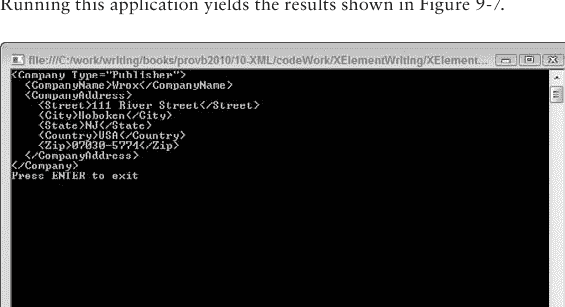 Running this application yields the results shown in Figure 9-7.
file:///C:/work/writing/books/provb2010/10-XML/codeWork/XElementWriting/XElement...
<Company Type="Publisher">
  <CompanyName>Wrox</CompanyName>
  <CompanyAddress>
    <Street>111 River Street</Street>
    <City>Hoboken</City>
    <State>NJ</State>
    <Country>USA</Country>
    <Zip>07030-5774</Zip>
  </CompanyAddress>
</Company>
Press ENTER to exit